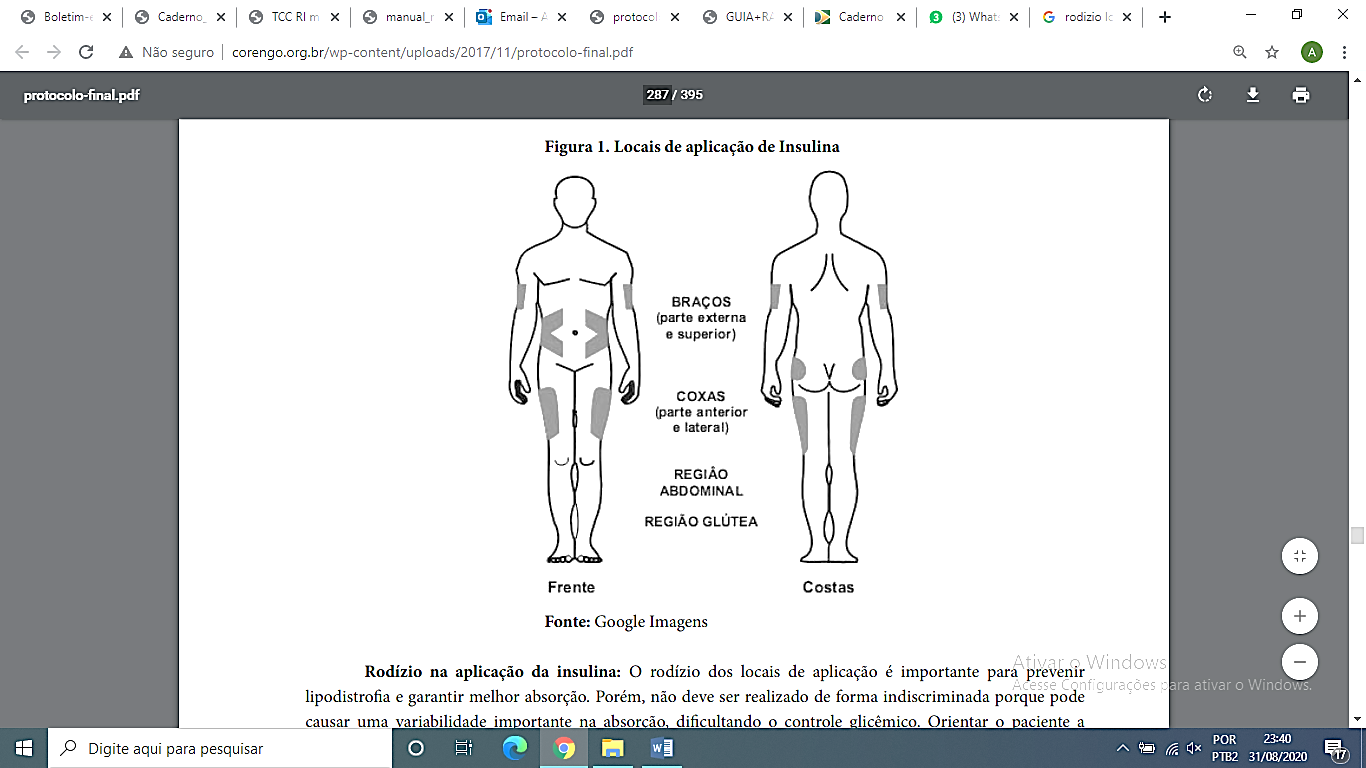 Boletim-e
Caderno_
TCC RI m
manual_r
Email – A
protocol
GUIA+RA
Caderno
(3) Whats
rodizio lo
Não seguro
corengo.org.br/wp-content/uploads/2017/11/protocolo-final.pdf
A
protocolo-final.pdf
287 / 395
Figura 1. Locais de aplicação de Insulina
BRAÇOS
(parte externa
e superior)
COXAS
(parte anterior
e lateral)
REGIÂO
ABDOMINAL
REGIÃO GLÚTEA
Frente
Costas
Fonte: Google Imagens
Rodízio na aplicação da insulina: O rodízio dos locais de aplicação é importante para prevenir
lipodistrofia e garantir melhor absorção. Porém, não deve ser realizado de forma indiscriminada porque pode
causar uma variabilidade importante na absorção, dificultando o controle glicêmico. Orientar o paciente a
Ativar o Windows
Acesse Configurações para ativar o Windows.
Digite aqui para pesquisar
POR
PTB2
23:40
31/08/2020
17